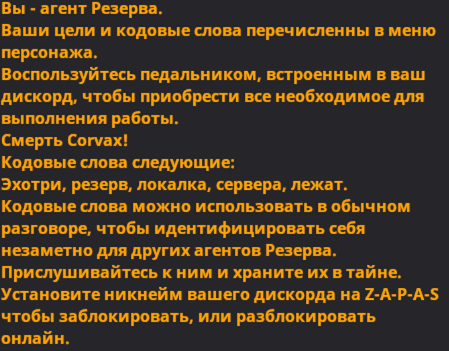 Вы - агент Резерва.
Ваши цели и кодовые слова перечисленны в меню
персонажа.
Воспользуйтесь педальником, встроенным в ваш
дискорд, чтобы приобрести все необходимое для
выполнения работы.
Смерть Corvax!
Кодовые слова следующие:
Эхотри, резерв, локалка, сервера, лежат.
Кодовые слова можно использовать в обычном
разговоре, чтобы идентифицировать себя
незаметно для других агентов Резерва.
Прислушивайтесь к ним и храните их в тайне.
Установите никнейм вашего дискорда на Z-A-P-A-S
чтобы заблокировать, или разблокировать
онлайн.